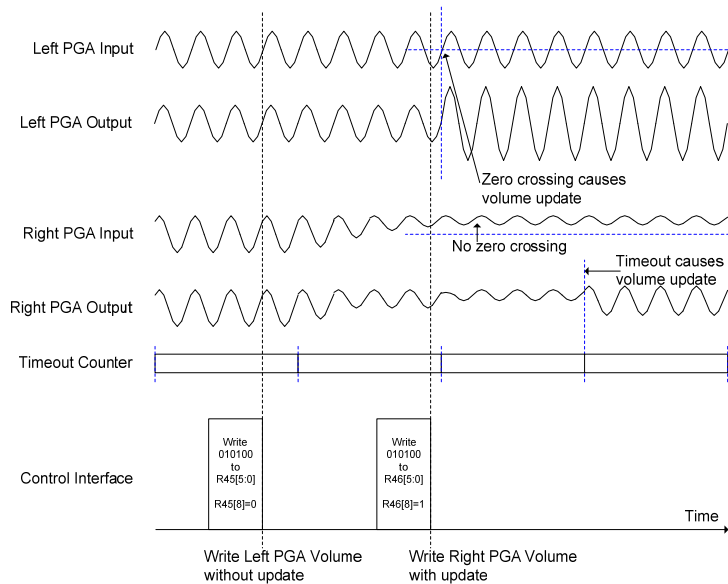 Left PGA Input
Left PGA Output
Zero crossing causes
volume update
Right PGA Input
No zero crossing
Timeout causes
volume update
Right PGA Output
Timeout Counter
Write
010100
to
R45[5:0]
R45[8]=0
Write
010100
to
R46[5:0]
R46[8]=1
Control Interface
Time
Write Left PGA Volume
without update
Write Right PGA Volume
with update